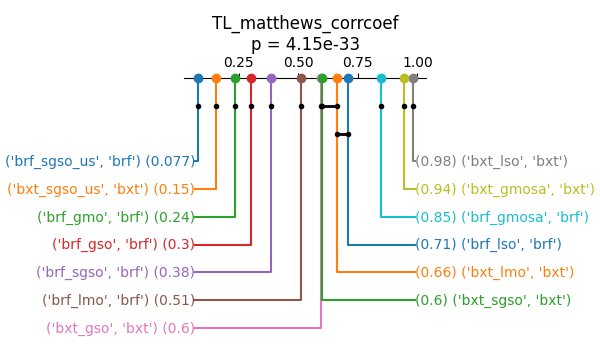 TL_matthews_corrcoef
p = 4.15e-33
0.25 0.50 0.75 1.00
('brf_sgso_us', 'brf') (0.077)
(0.98) ('bxt_lso', 'bxt')
('bxt_sgso_us', 'bxt') (0.15)
(0.94) ('bxt_gmosa', 'bxt')
('brf_gmo', 'brf') (0.24)
(0.85) ('brf_gmosa', 'brf')
('brf_gso', 'brf') (0.3)
(0.71) ('brf_lso', 'brf')
('brf_sgso', 'brf') (0.38)
(0.66) ('bxt_lmo', 'bxt')
('brf_lmo', 'brf') (0.51)
(0.6) ('bxt_sgso', 'bxt')
('bxt_gso', 'bxt') (0.6)